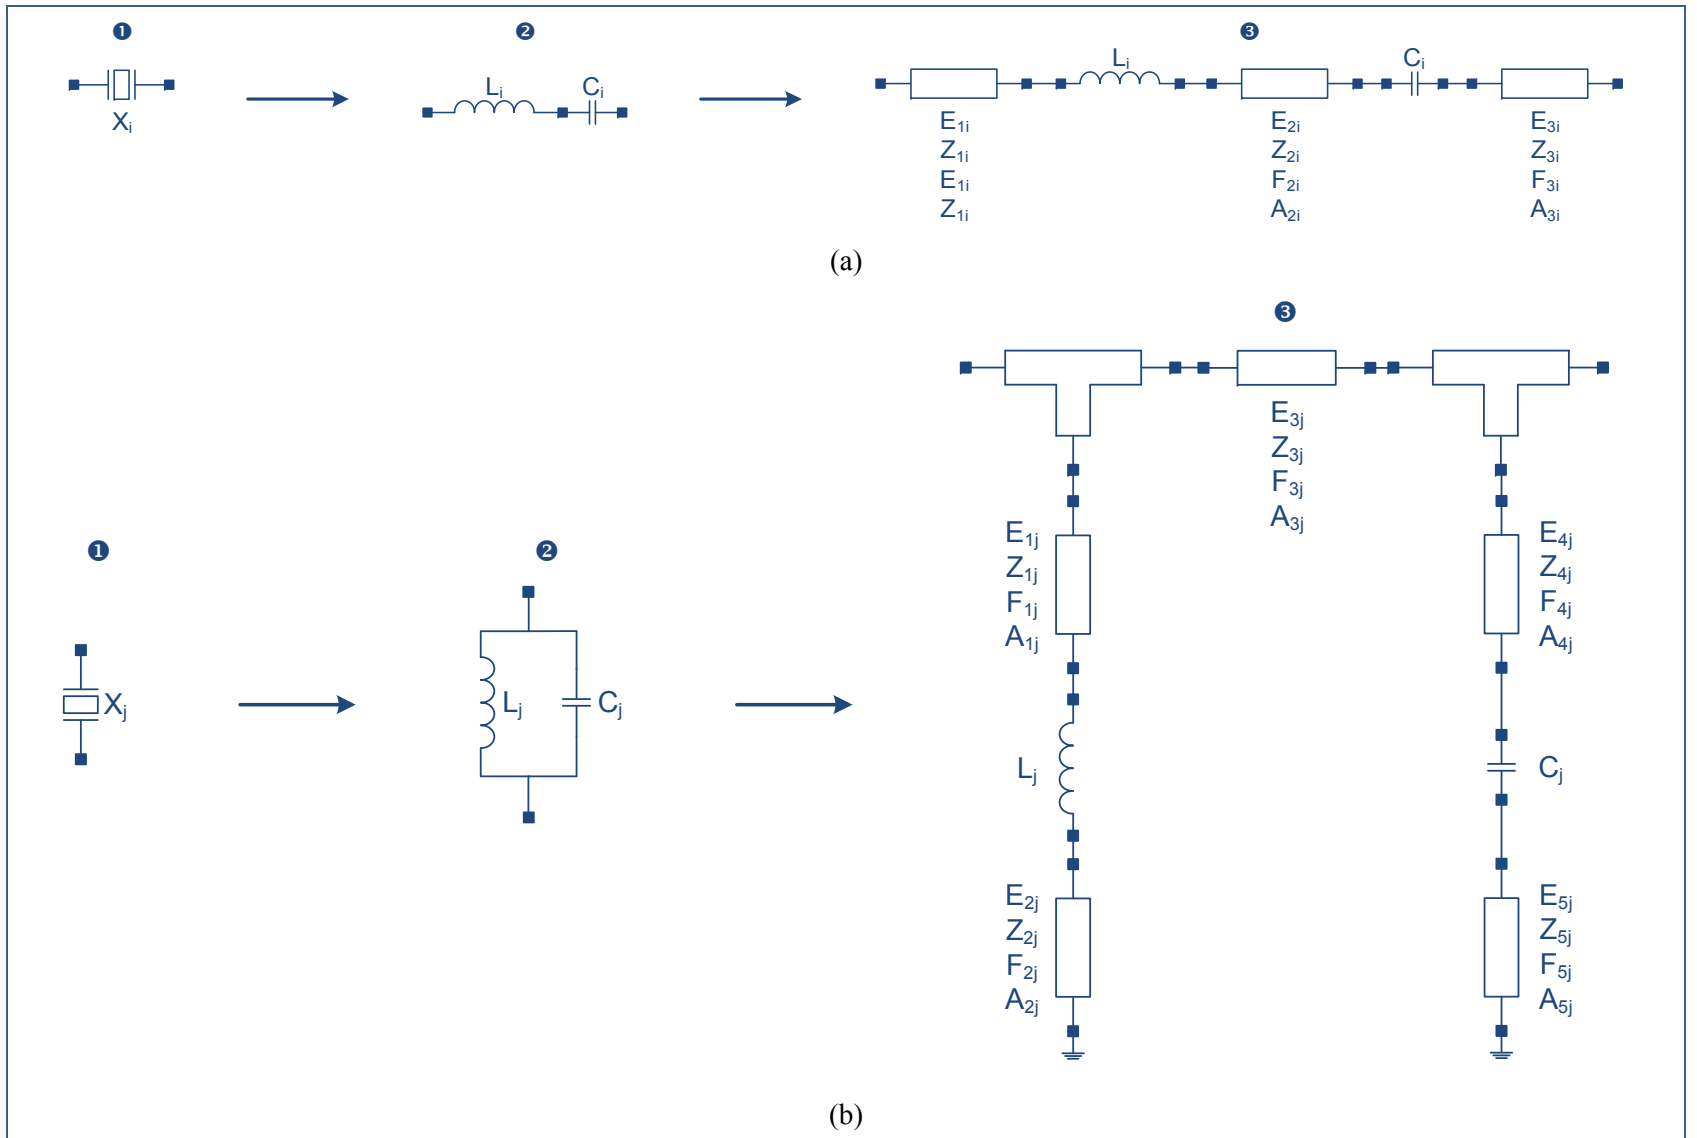 ❶
❷
❸
Xᵢ
Lᵢ
Cᵢ
Lᵢ
Cᵢ
E₁ᵢ
Z₁ᵢ
E₁ᵢ
Z₁ᵢ
E₂ᵢ
Z₂ᵢ
F₂ᵢ
A₂ᵢ
E₃ᵢ
Z₃ᵢ
F₃ᵢ
A₃ᵢ
(a)
❶
❷
❸
Xⱼ
Lⱼ
Cⱼ
E₁ⱼ
Z₁ⱼ
F₁ⱼ
A₁ⱼ
Lⱼ
E₂ⱼ
Z₂ⱼ
F₂ⱼ
A₂ⱼ
E₃ⱼ
Z₃ⱼ
F₃ⱼ
A₃ⱼ
E₄ⱼ
Z₄ⱼ
F₄ⱼ
A₄ⱼ
Cⱼ
E₅ⱼ
Z₅ⱼ
F₅ⱼ
A₅ⱼ
(b)